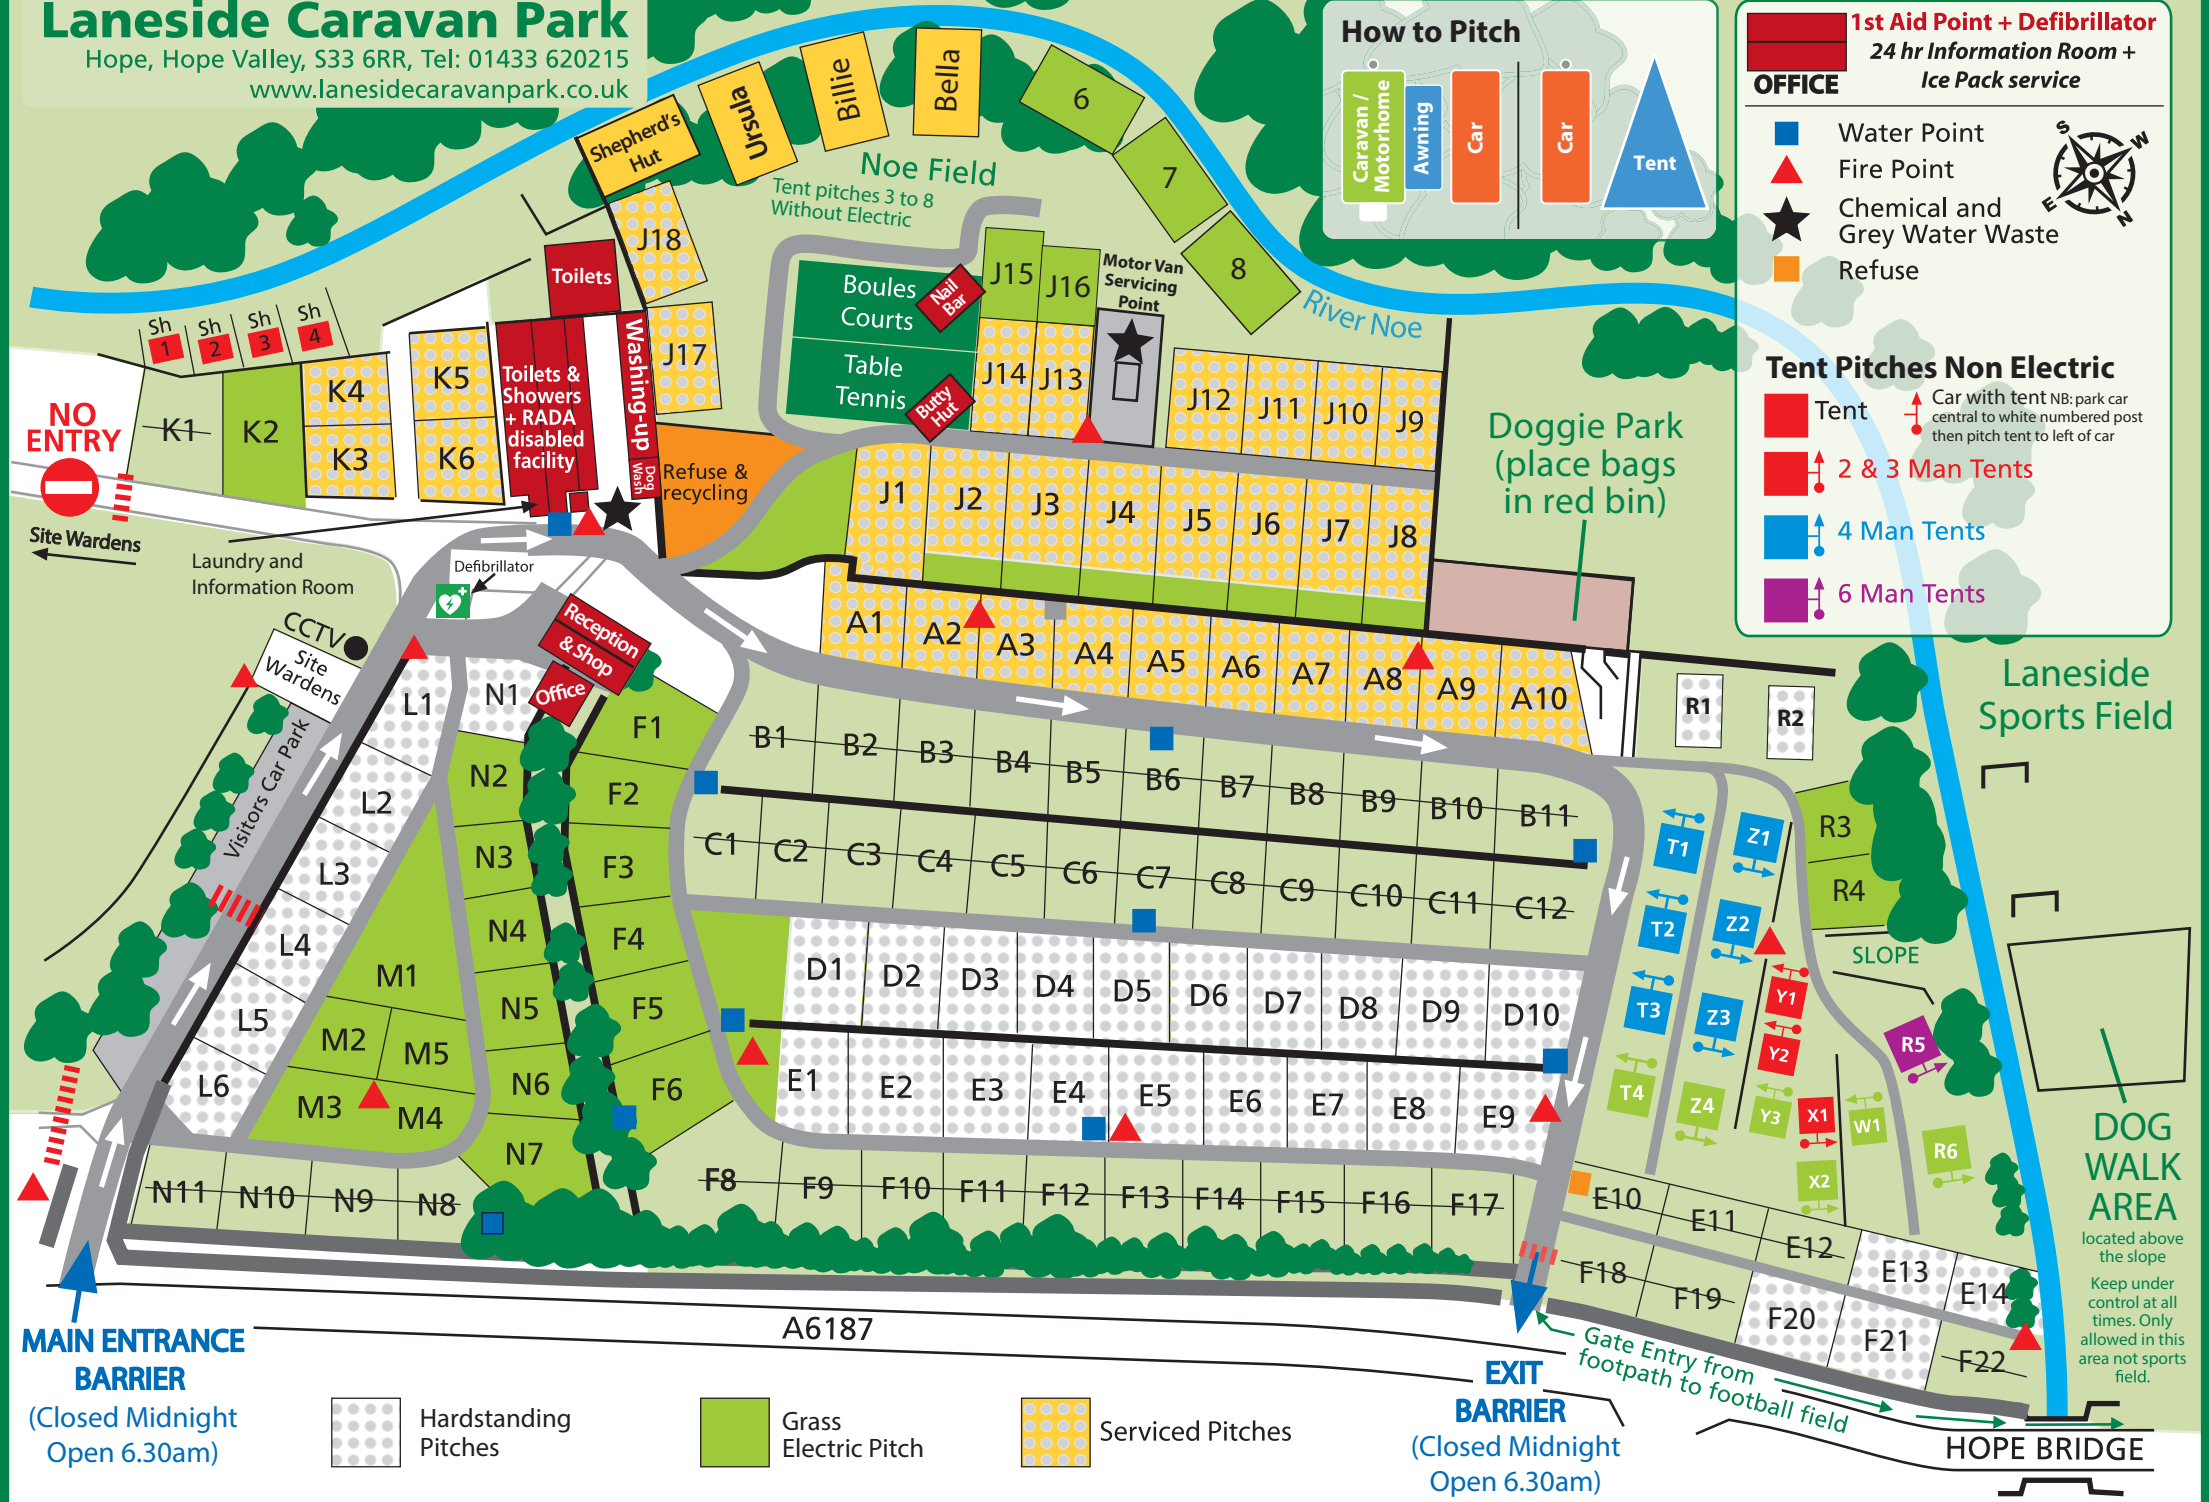 Laneside Caravan Park
Hope, Hope Valley, S33 6RR, Tel: 01433 620215
www.lanesidecaravanpark.co.uk
How to Pitch
Caravan /
Motorhome
Awning
Car
Car
Tent
1st Aid Point + Defibrillator
24 hr Information Room +
Ice Pack service
OFFICE
Water Point
Fire Point
Chemical and
Grey Water Waste
Refuse
S
W
E
N
Tent Pitches Non Electric
Tent
Car with tent NB: park car
central to white numbered post
then pitch tent to left of car
2 & 3 Man Tents
4 Man Tents
6 Man Tents
Shepherd's
Hut
Ursula
Billie
Bella
6
7
8
Noe Field
Tent pitches 3 to 8
Without Electric
River Noe
J18
J17
Toilets
Toilets &
Showers
+ RADA
disabled
facility
Washing-up
Dog
Wash
Refuse &
recycling
Boules
Courts
Nail
Bar
Table
Tennis
Butty
Hut
J15
J16
J14
J13
Motor Van
Servicing
Point
J12
J11
J10
J9
J1
J2
J3
J4
J5
J6
J7
J8
Doggie Park
(place bags
in red bin)
Sh
1
Sh
2
Sh
3
Sh
4
K1
K2
K4
K3
K5
K6
NO
ENTRY
Site Wardens
Laundry and
Information Room
Defibrillator
CCTV
Site
Wardens
Visitors Car Park
Reception
& Shop
Office
A1
A2
A3
A4
A5
A6
A7
A8
A9
A10
R1
R2
R3
R4
SLOPE
R5
R6
Laneside
Sports Field
L1
L2
L3
L4
L5
L6
M1
M2
M5
M3
M4
N1
N2
N3
N4
N5
N6
N7
N11
N10
N9
N8
F1
F2
F3
F4
F5
F6
B1
B2
B3
B4
B5
B6
B7
B8
B9
B10
B11
C1
C2
C3
C4
C5
C6
C7
C8
C9
C10
C11
C12
D1
D2
D3
D4
D5
D6
D7
D8
D9
D10
E1
E2
E3
E4
E5
E6
E7
E8
E9
F8
F9
F10
F11
F12
F13
F14
F15
F16
F17
T1
T2
T3
T4
Z1
Z2
Z3
Z4
Y1
Y2
Y3
X1
X2
W1
E10
E11
E12
E13
E14
F18
F19
F20
F21
F22
DOG
WALK
AREA
located above
the slope
Keep under
control at all
times. Only
allowed in this
area not sports
field.
MAIN ENTRANCE
BARRIER
(Closed Midnight
Open 6.30am)
A6187
EXIT
BARRIER
(Closed Midnight
Open 6.30am)
Gate Entry from
footpath to football field
HOPE BRIDGE
Hardstanding
Pitches
Grass
Electric Pitch
Serviced Pitches